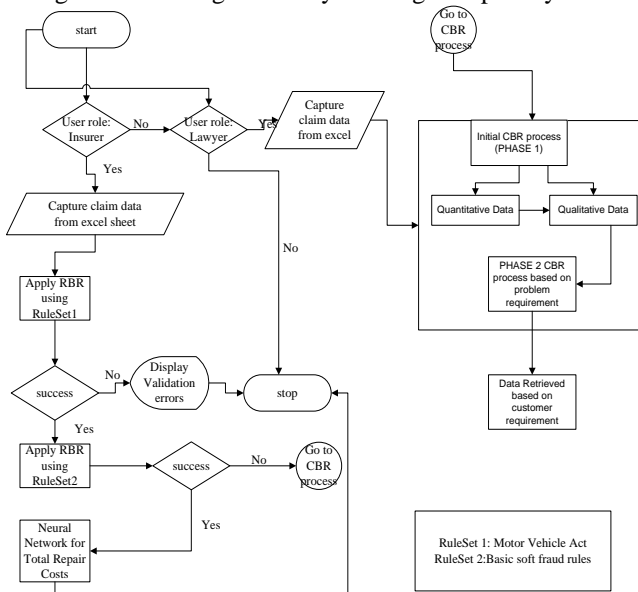 start
Go to
CBR
process
User role:
Insurer
No
User role:
Lawyer
Yes
Capture
claim data
from excel
Initial CBR process
(PHASE 1)
Yes
Capture claim data
from excel sheet
Quantitative Data
Qualitative Data
No
Apply RBR
using
RuleSet1
PHASE 2 CBR
process based on
problem
requirement
success
No
Display
Validation
errors
stop
Data Retrieved
based on
customer
requirement
Yes
Apply RBR
using
RuleSet2
success
No
Go to
CBR
process
Yes
Neural
Network for
Total Repair
Costs
RuleSet 1: Motor Vehicle Act
RuleSet 2:Basic soft fraud rules